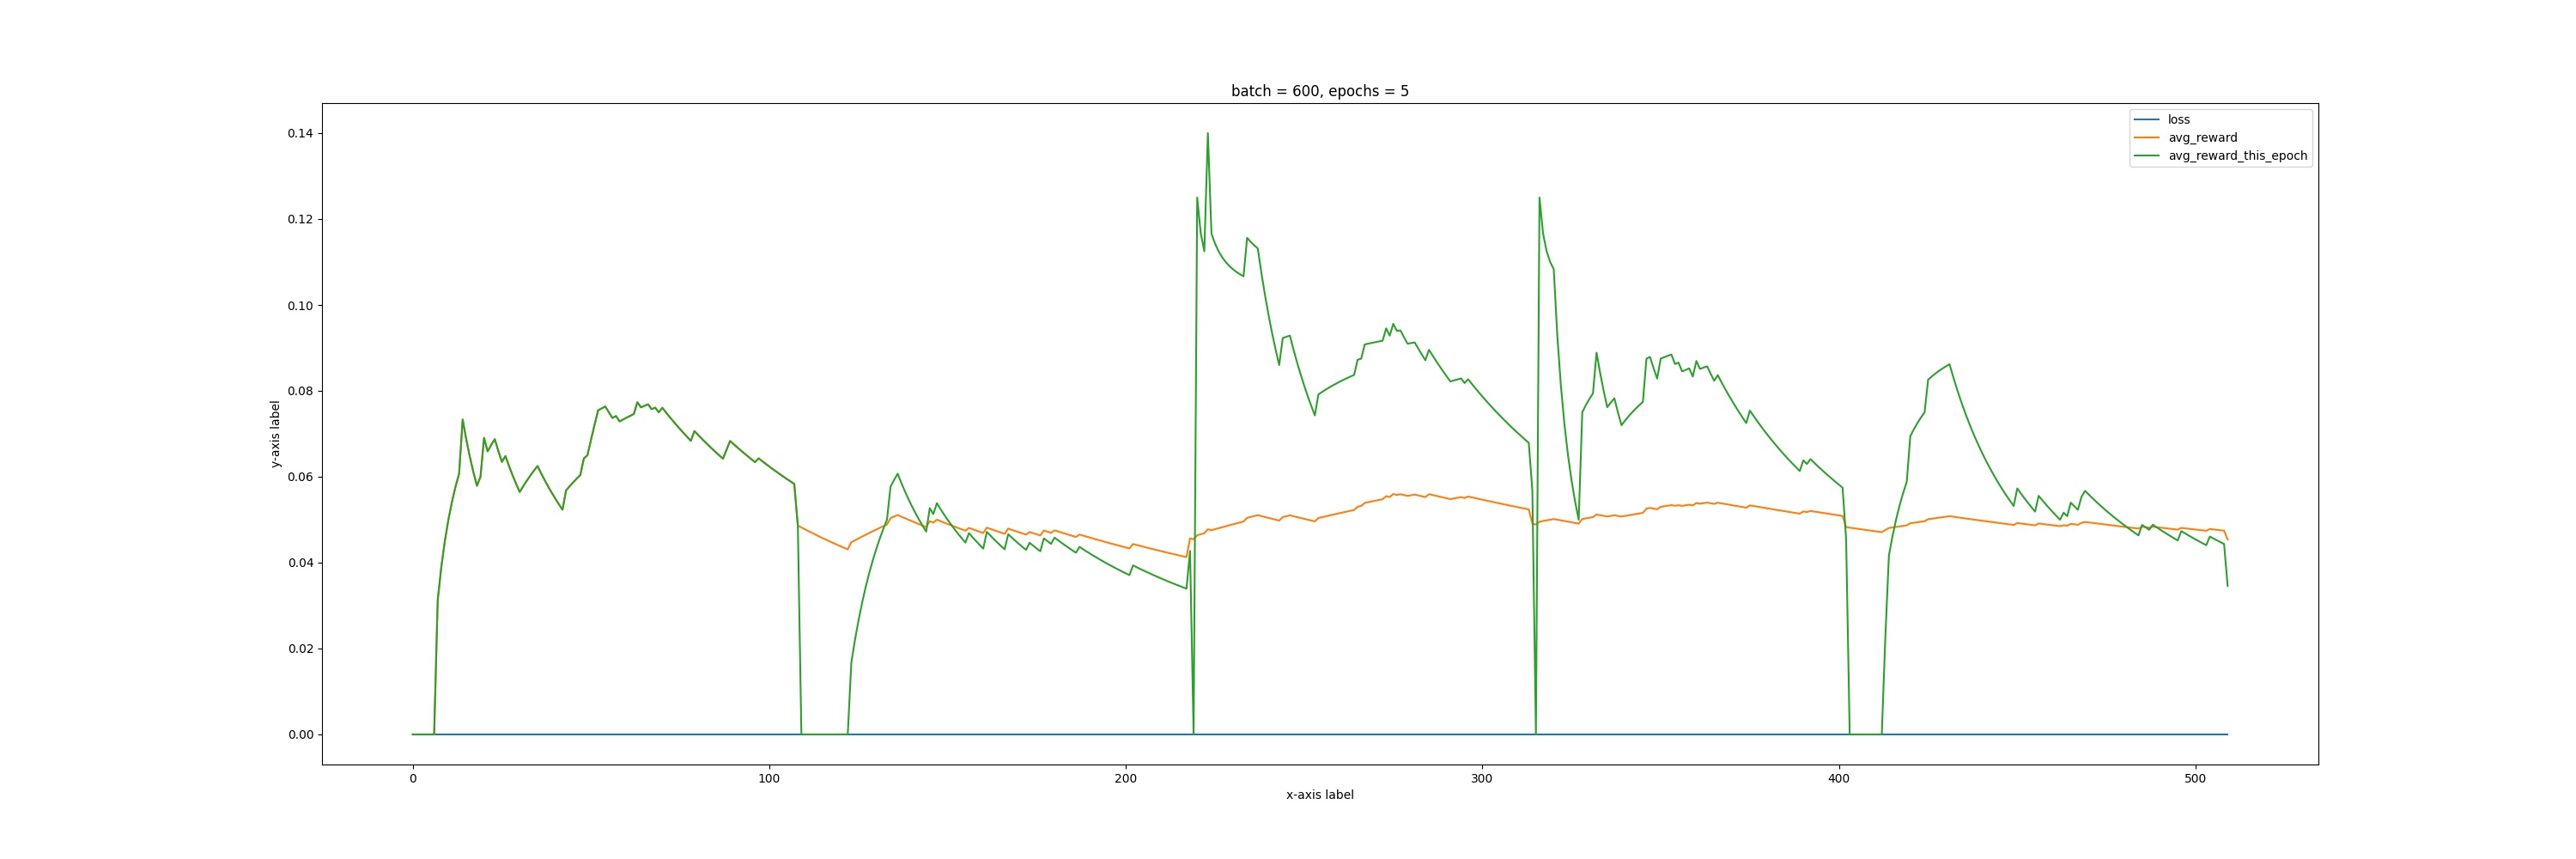 batch = 600, epochs = 5
loss
avg_reward
avg_reward_this_epoch
y-axis label
0.14
0.12
0.10
0.08
0.06
0.04
0.02
0.00
0 100 200 300 400 500
x-axis label